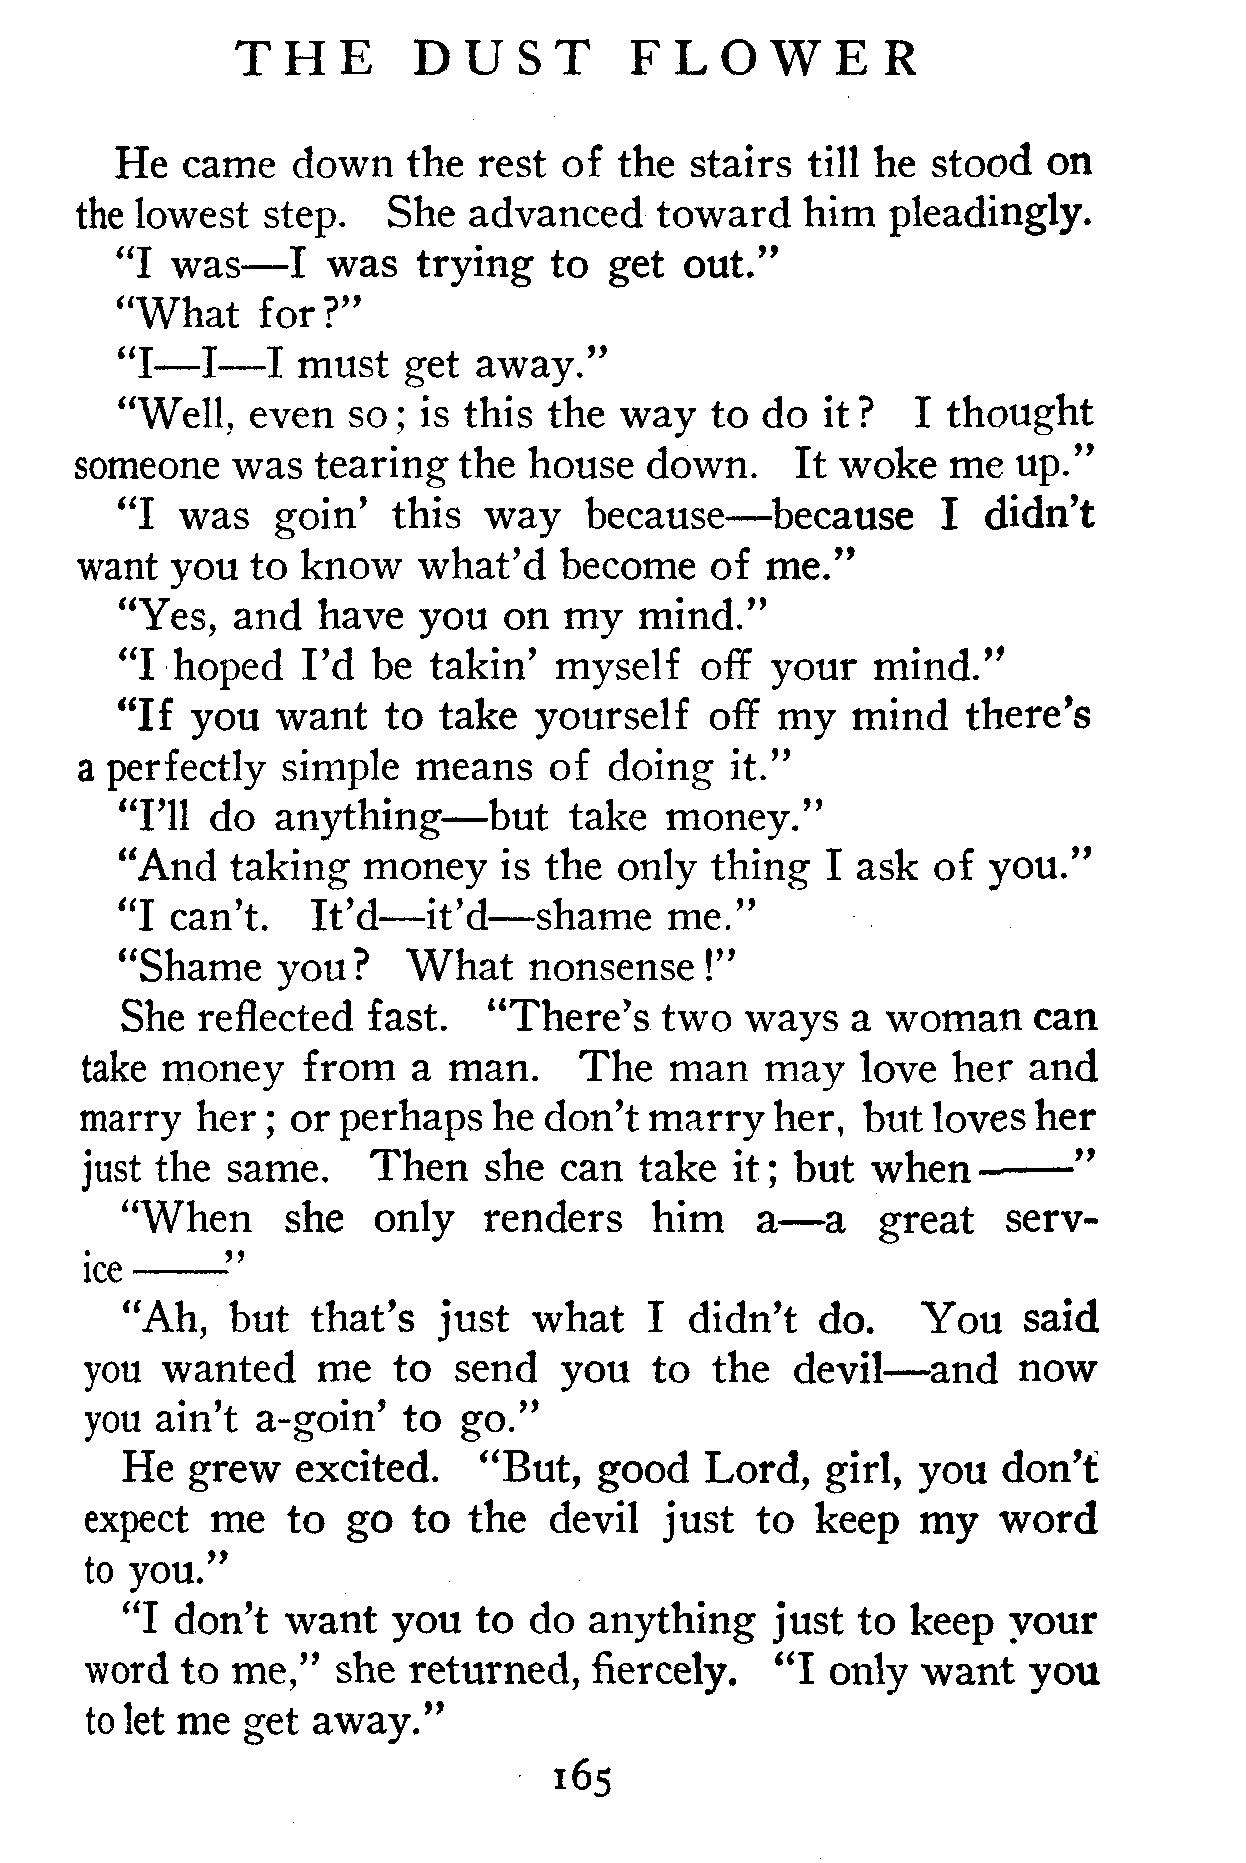 THE DUST FLOWER
He came down the rest of the stairs till he stood on
the lowest step. She advanced toward him pleadingly.
“I was—I was trying to get out.”
“What for?”
“I—I—I must get away.”
“Well, even so; is this the way to do it? I thought
someone was tearing the house down. It woke me up.”
“I was goin’ this way because—because I didn’t
want you to know what’d become of me.”
“Yes, and have you on my mind.”
“I hoped I’d be takin’ myself off your mind.”
“If you want to take yourself off my mind there’s
a perfectly simple means of doing it.”
“I’ll do anything—but take money.”
“And taking money is the only thing I ask of you.”
“I can’t. It’d—it’d—shame me.”
“Shame you? What nonsense!”
She reflected fast. “There’s two ways a woman can
take money from a man. The man may love her and
marry her; or perhaps he don’t marry her, but loves her
just the same. Then she can take it; but when——”
“When she only renders him a—a great serv-
ice——”
“Ah, but that’s just what I didn’t do. You said
you wanted me to send you to the devil—and now
you ain’t a-goin’ to go.”
He grew excited. “But, good Lord, girl, you don’t
expect me to go to the devil just to keep my word
to you.”
“I don’t want you to do anything just to keep your
word to me,” she returned, fiercely. “I only want you
to let me get away.”
165